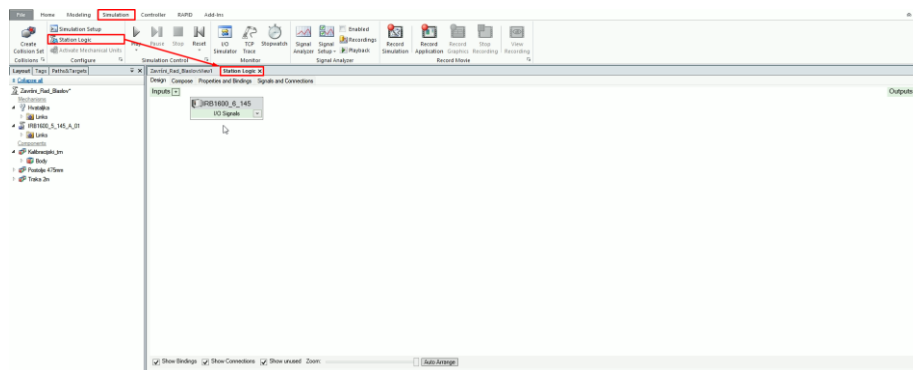 File Home Modeling Simulation Controller RAPID Add-Ins
Simulation Setup
Station Logic
Activate Mechanical Units
Create Collision Set
Play Pause Stop Reset
I/O Simulator TCP Trace Stopwatch
Signal Analyzer Signal Setup
Enabled
Recordings
Playback
Record Simulation Record Application Record Graphics Stop Recording View Recording
Collisions Configure Simulation Control Monitor Signal Analyzer Record Movie
Layout Tags Paths&Targets
Zavrsni_Rad_Blaslov:View1 Station Logic
Collapse all
Design Compose Properties and Bindings Signals and Connections
Zavrsni_Rad_Blaslov*
Inputs
Outputs
Mechanisms
Hvataljka
Links
IRB1600_5_145_A_01
Links
Components
Kalibracijski_trn
Body
Postolje 475mm
Traka 2m
IRB1600_6_145
I/O Signals
Show Bindings Show Connections Show unused Zoom: Auto Arrange